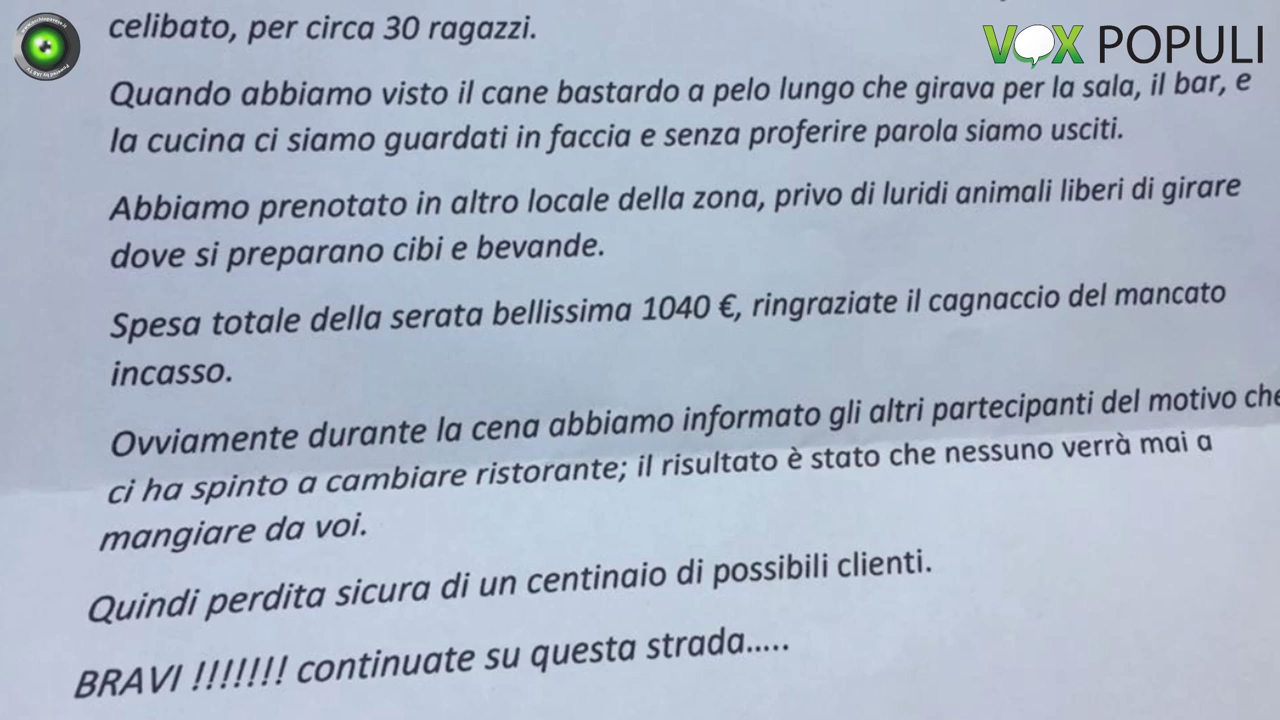 VOX POPULI
celibato, per circa 30 ragazzi.
Quando abbiamo visto il cane bastardo a pelo lungo che girava per la sala, il bar, e
la cucina ci siamo guardati in faccia e senza proferire parola siamo usciti.
Abbiamo prenotato in altro locale della zona, privo di luridi animali liberi di girare
dove si preparano cibi e bevande.
Spesa totale della serata bellissima 1040 €, ringraziate il cagnaccio del mancato
incasso.
Ovviamente durante la cena abbiamo informato gli altri partecipanti del motivo che
ci ha spinto a cambiare ristorante; il risultato è stato che nessuno verrà mai a
mangiare da voi.
Quindi perdita sicura di un centinaio di possibili clienti.
BRAVI !!!!!!! continuate su questa strada.....